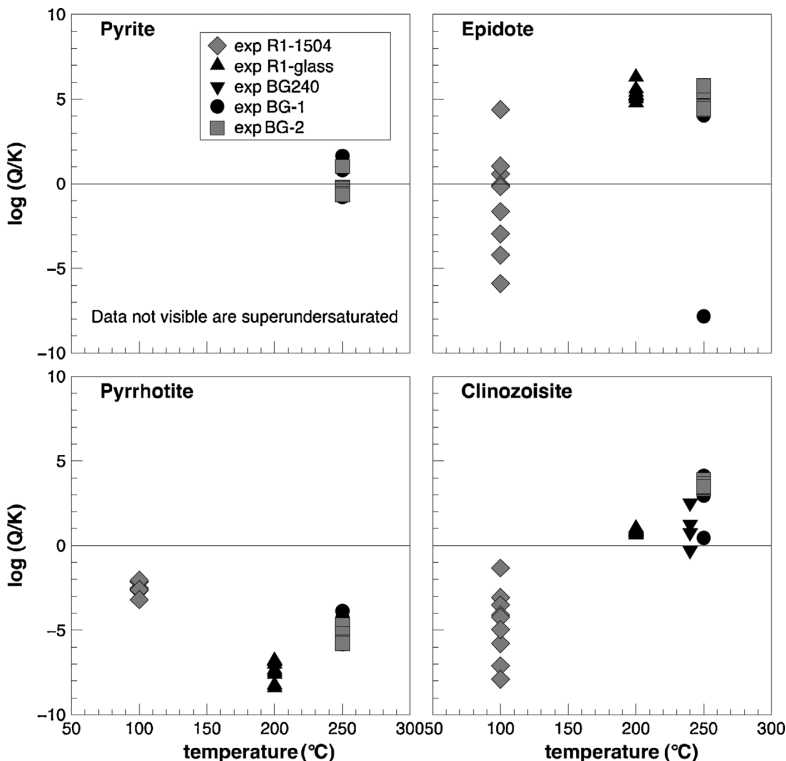 Pyrite
exp R1-1504
exp R1-glass
exp BG240
exp BG-1
exp BG-2
Data not visible are superundersaturated
log (Q/K)
10
5
0
−5
−10
Epidote
Pyrrhotite
log (Q/K)
10
5
0
−5
−10
50 100 150 200 250 300
temperature (°C)
Clinozoisite
50 100 150 200 250 300
temperature (°C)